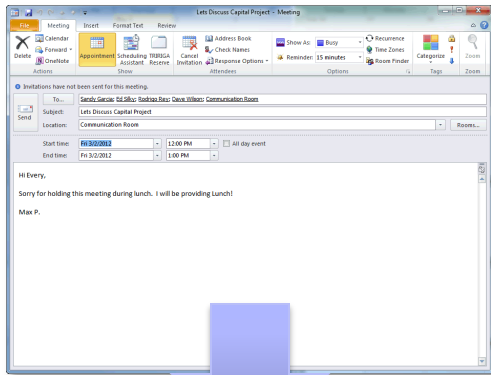 Lets Discuss Capital Project - Meeting
File Meeting Insert Format Text Review
Delete
Calendar
Forward
OneNote
Actions
Appointment
Scheduling Assistant
TRIRIGA Reserve
Show
Cancel Invitation
Address Book
Check Names
Response Options
Attendees
Show As: Busy
Reminder: 15 minutes
Recurrence
Time Zones
Room Finder
Options
Categorize
Tags
Zoom
Zoom
Invitations have not been sent for this meeting.
Send
To... Sandy Garcia; Ed Silky; Rodrigo Rey; Dave Wilson; Communication Room
Subject: Lets Discuss Capital Project
Location: Communication Room Rooms...
Start time: Fri 3/2/2012 12:00 PM All day event
End time: Fri 3/2/2012 1:00 PM
Hi Every,
Sorry for holding this meeting during lunch. I will be providing Lunch!
Max P.